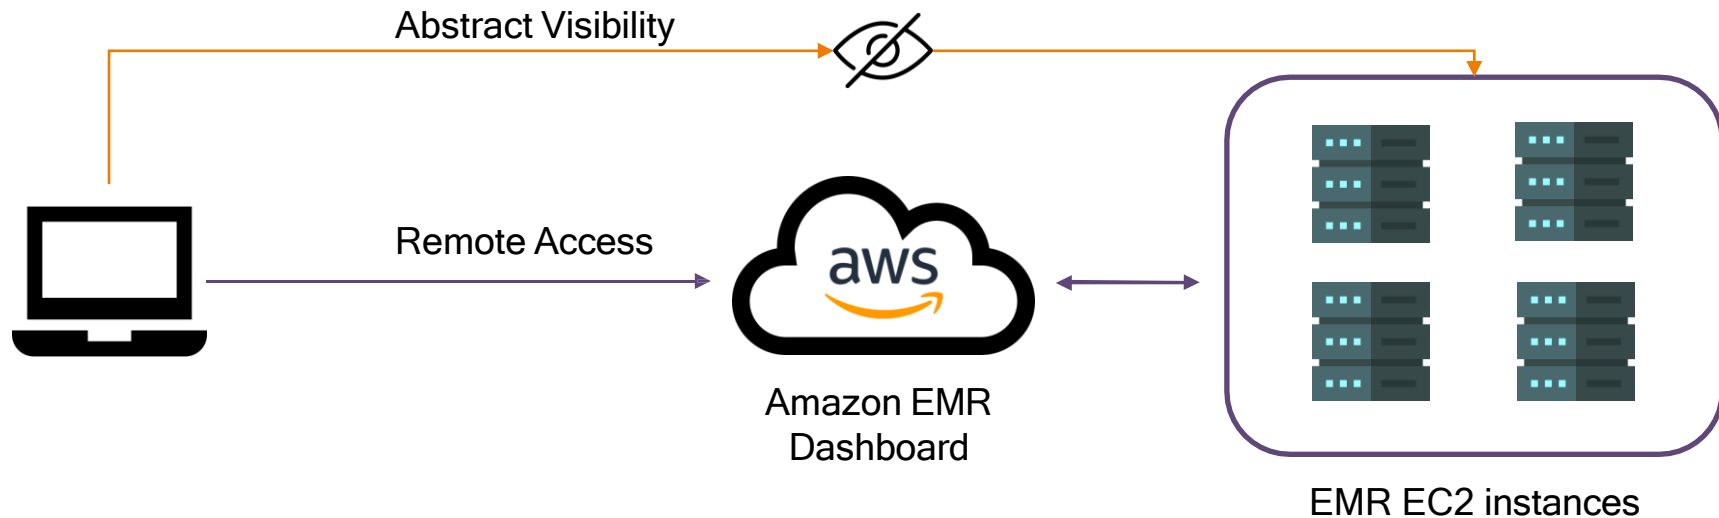 Abstract Visibility
Remote Access
aws
Amazon EMR
Dashboard
EMR EC2 instances